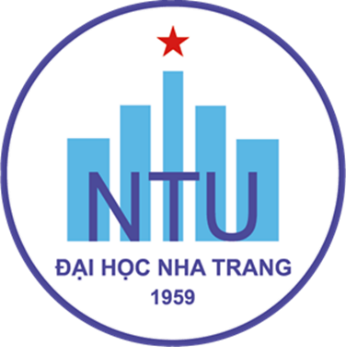 NTU
ĐẠI HỌC NHA TRANG
1959